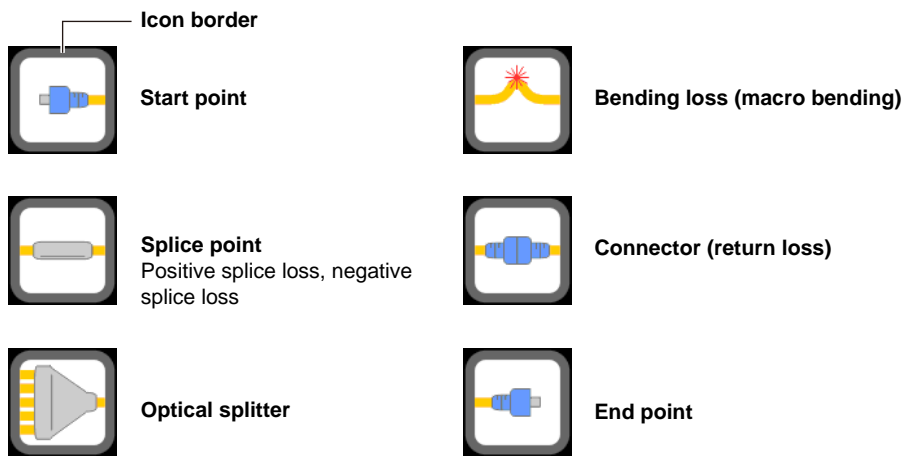 Icon border
Start point
Bending loss (macro bending)
Splice point
Positive splice loss, negative
splice loss
Connector (return loss)
Optical splitter
End point